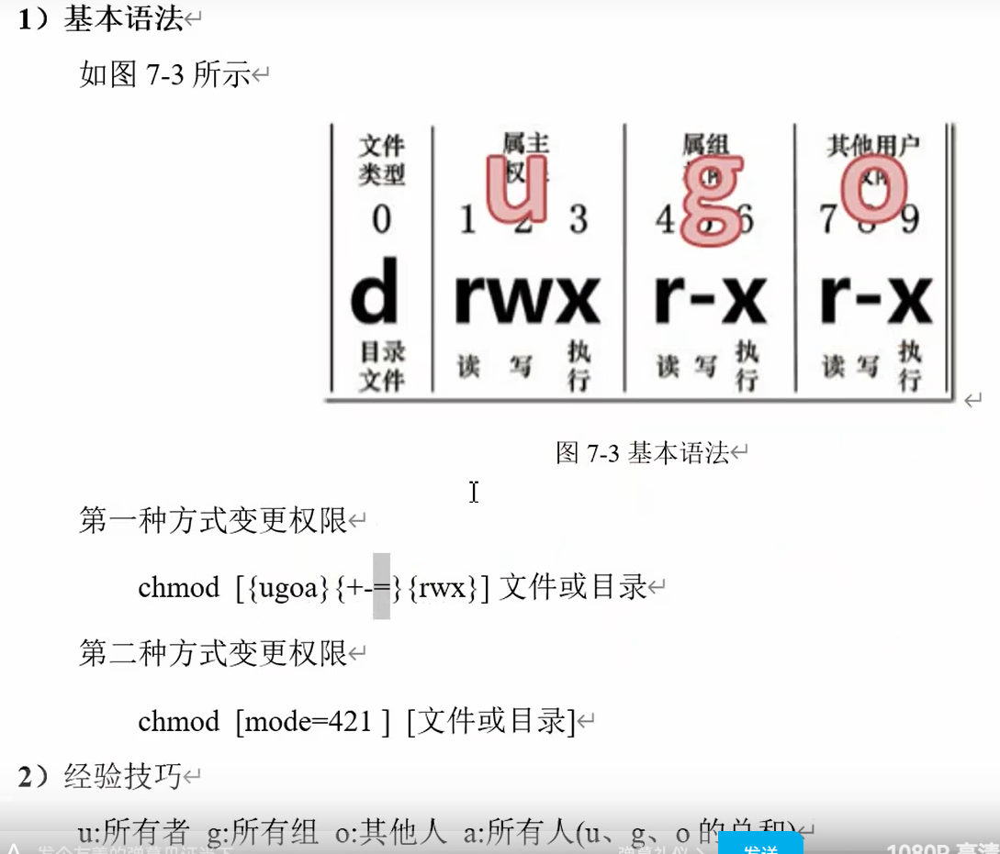 1）基本语法↵
如图 7-3 所示↵
文件 属主 属组 其他用户
类型 权 u g o
0 1 2 3 4 5 6 7 8 9
d rwx r-x r-x
目录 读 写 执 读 写 执 读 写 执
文件 行 行 行
↵
图 7-3 基本语法↵
第一种方式变更权限↵
chmod [{ugoa}{+-=}{rwx}] 文件或目录↵
第二种方式变更权限↵
chmod [mode=421 ] [文件或目录]↵
2）经验技巧↵
u:所有者 g:所有组 o:其他人 a:所有人(u、g、o 的总和)↵
发个友善的弹幕见证当下 弹幕礼仪 > 发送 1080P 高清